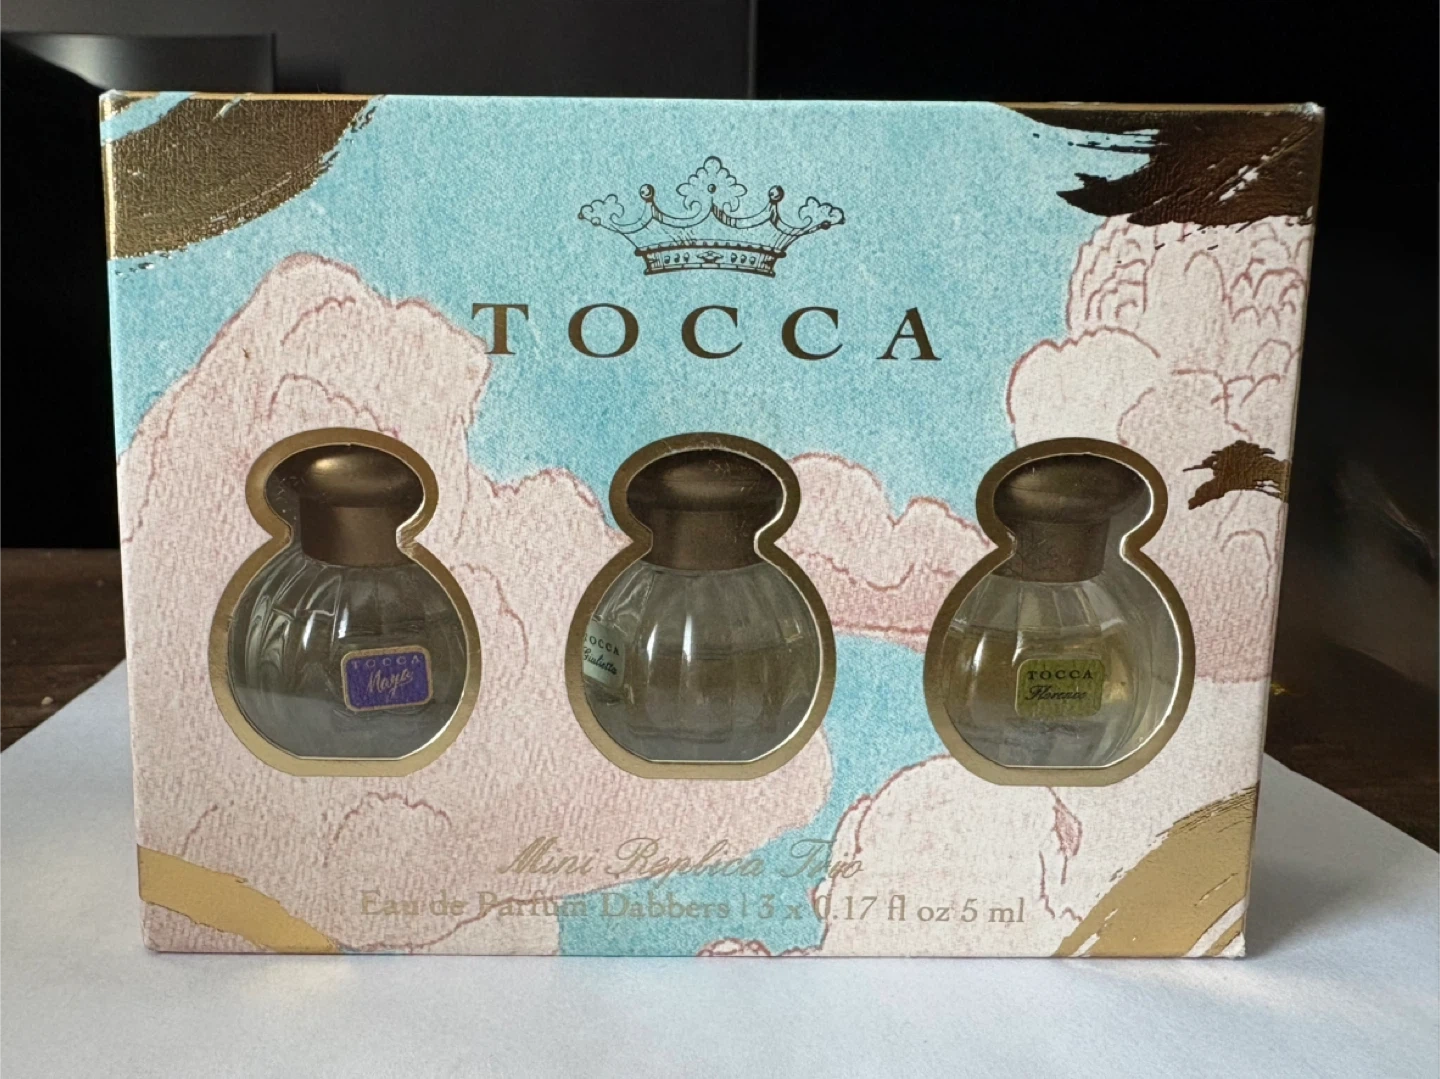 TOCCA
TOCCA
Maya
TOCCA
Giulietta
TOCCA
Florence
Mini Replica Trio
Eau de Parfum Dabbers | 3 x 0.17 fl oz 5 ml